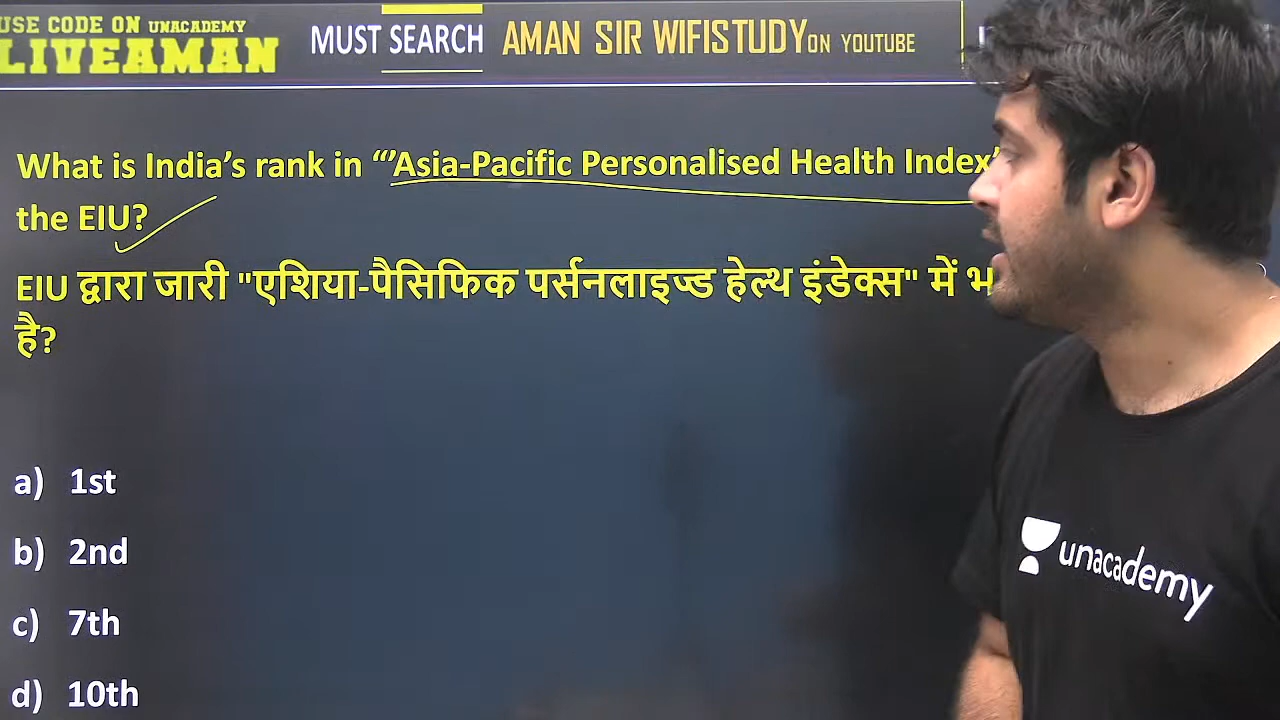 USE CODE ON UNACADEMY
LIVEAMAN
MUST SEARCH AMAN SIR WIFISTUDY ON YOUTUBE
What is India’s rank in “’Asia-Pacific Personalised Health Index’
the EIU?
EIU द्वारा जारी "एशिया-पैसिफिक पर्सनलाइज्ड हेल्थ इंडेक्स" में
है?
a) 1st
b) 2nd
c) 7th
d) 10th
unacademy